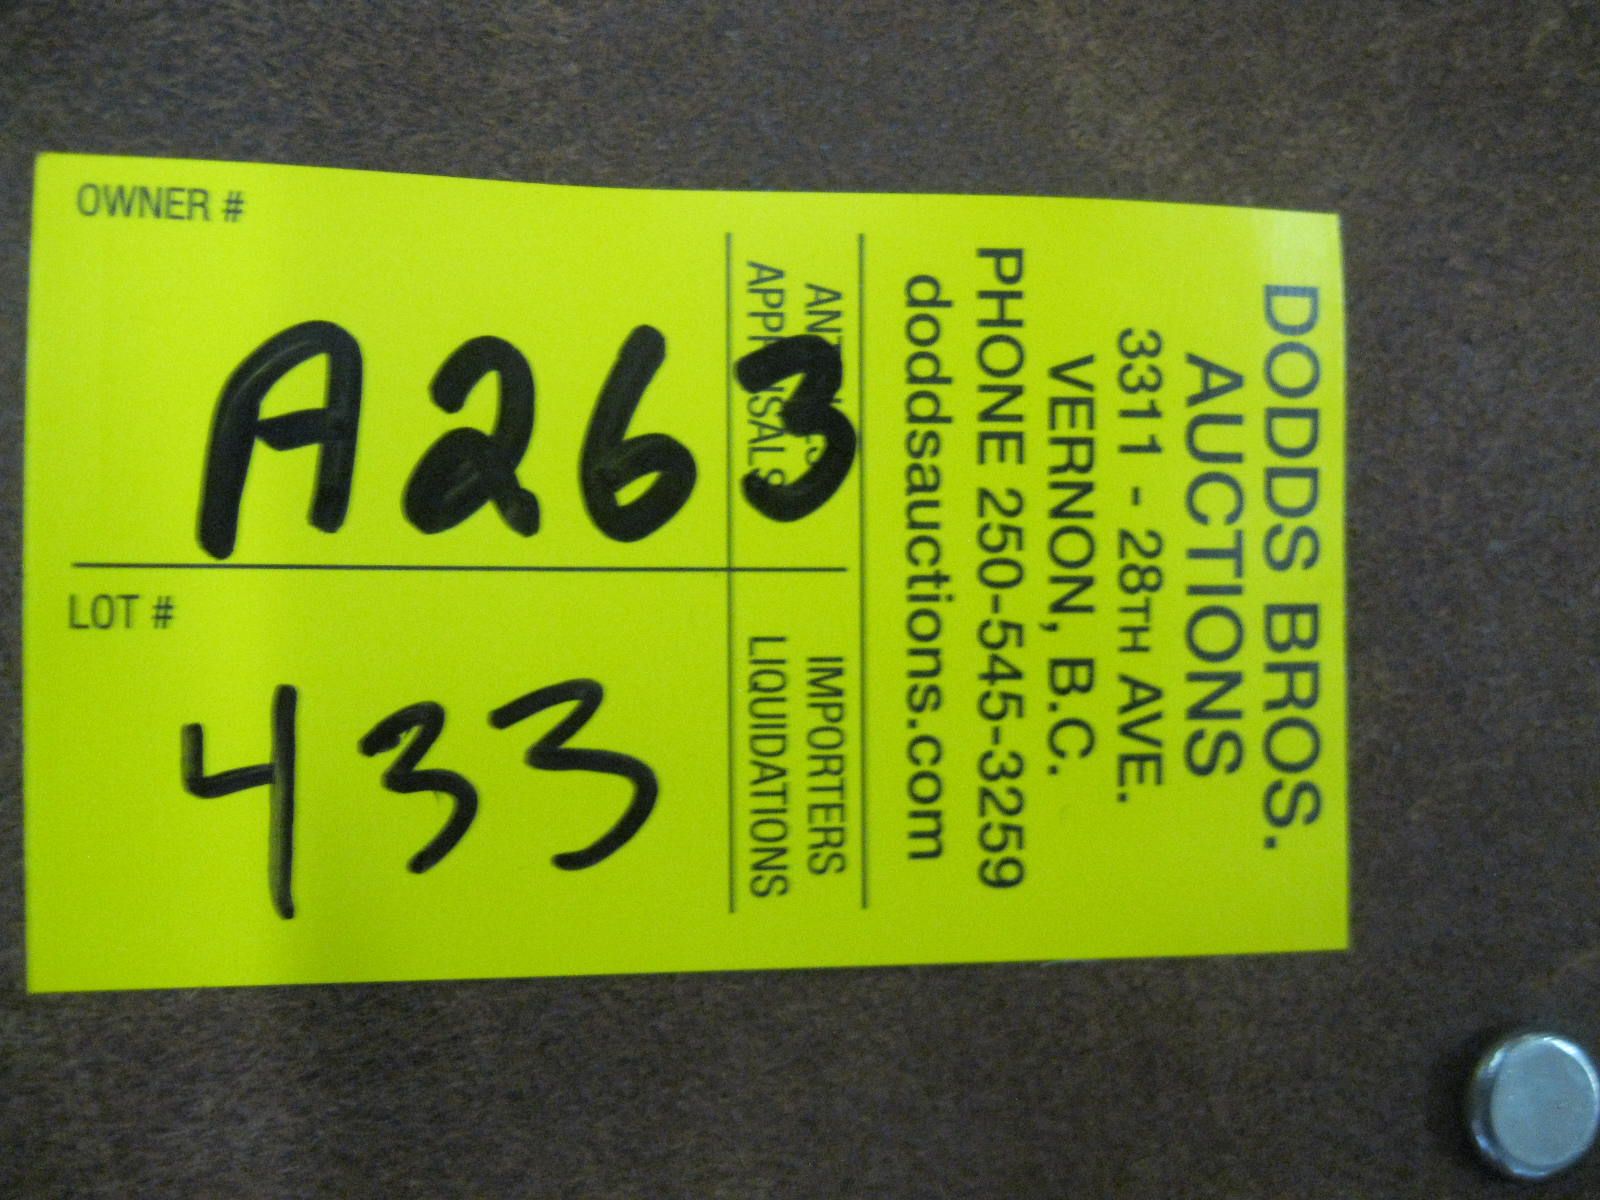 DODDS BROS.
AUCTIONS
3311 - 28TH AVE.
VERNON, B.C.
PHONE 250-545-3259
doddsauctions.com
IMPORTERS
LIQUIDATIONS
OWNER #
A263
LOT #
433